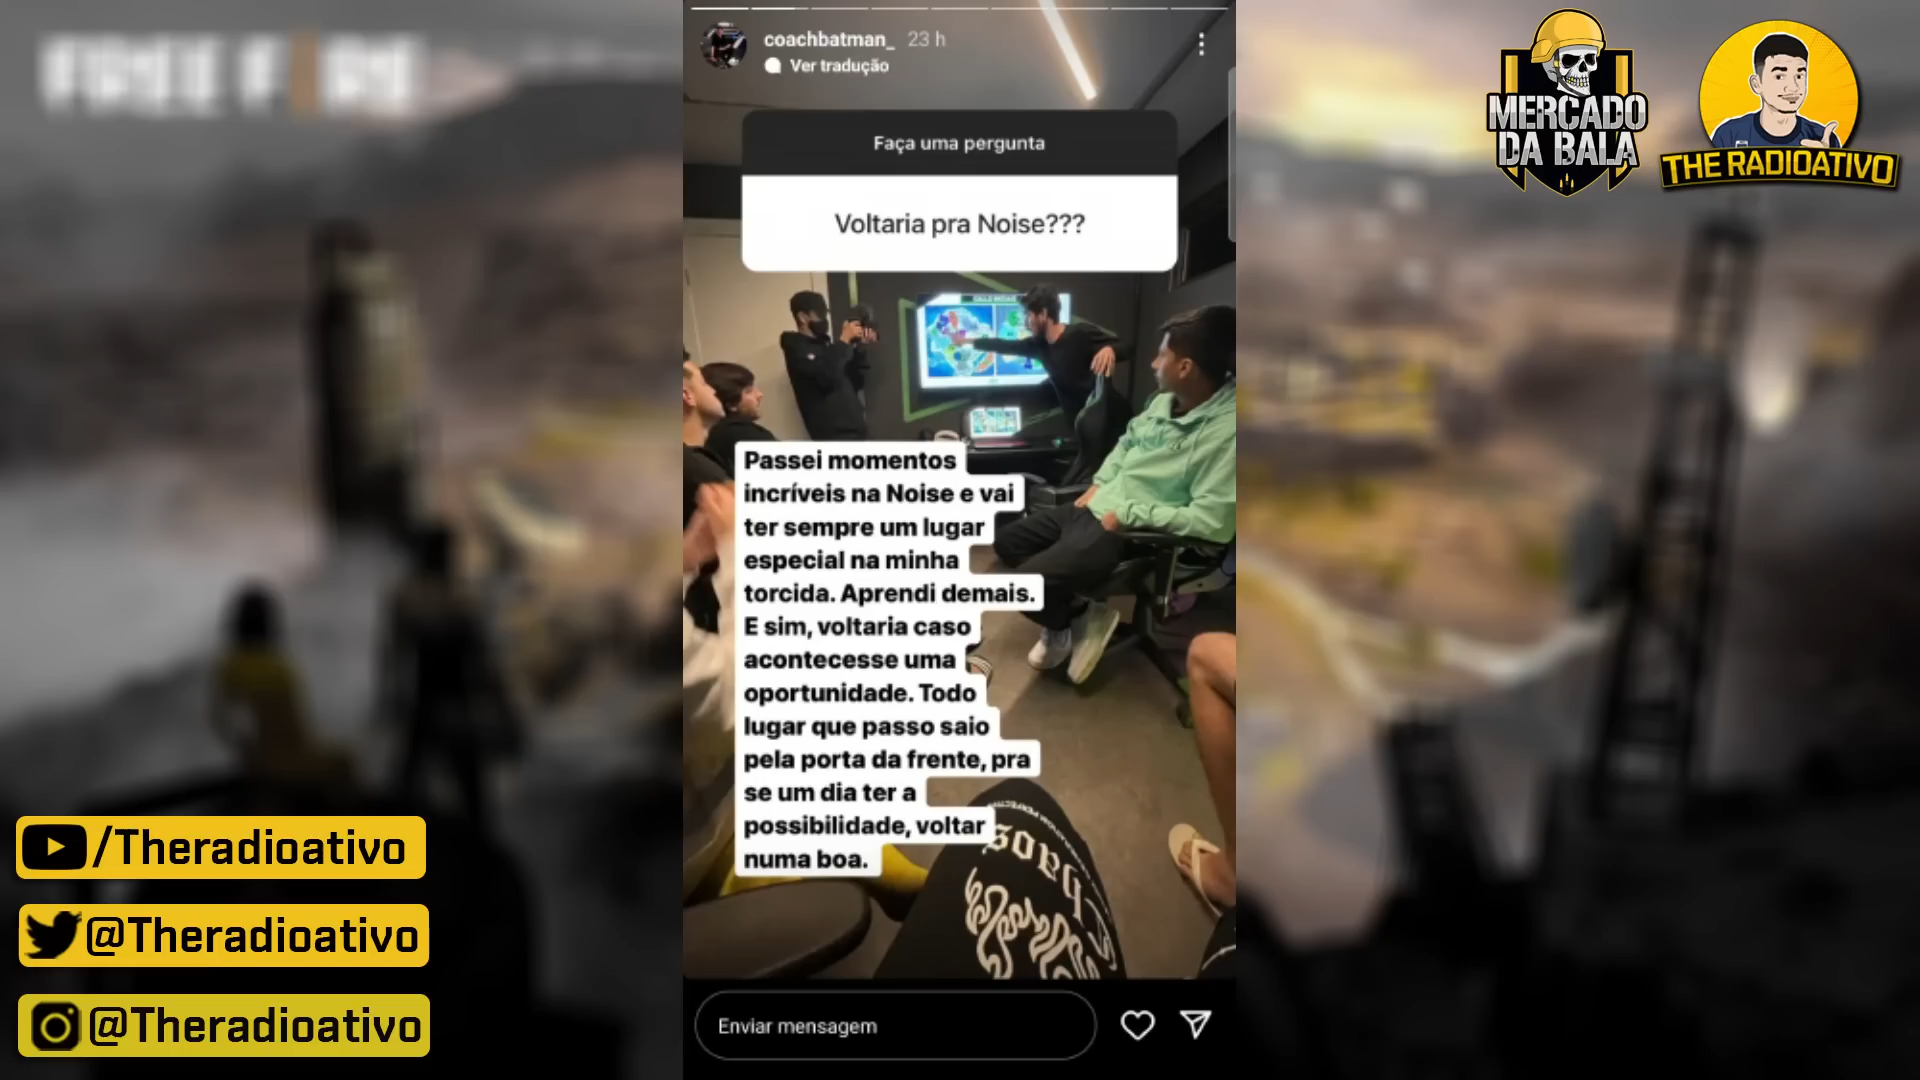 FREE FIRE
coachbatman_ 23 h
Ver tradução
Faça uma pergunta
Voltaria pra Noise???
Passei momentos
incríveis na Noise e vai
ter sempre um lugar
especial na minha
torcida. Aprendi demais.
E sim, voltaria caso
acontecesse uma
oportunidade. Todo
lugar que passo saio
pela porta da frente, pra
se um dia ter a
possibilidade, voltar
numa boa.
Chaos
Enviar mensagem
MERCADO
DA BALA
THE RADIOATIVO
/Theradioativo
@Theradioativo
@Theradioativo